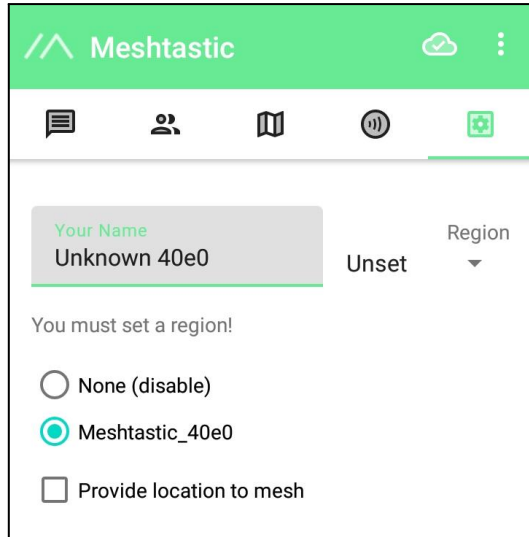 Meshtastic
Your Name
Unknown 40e0
Unset
Region
You must set a region!
None (disable)
Meshtastic_40e0
Provide location to mesh